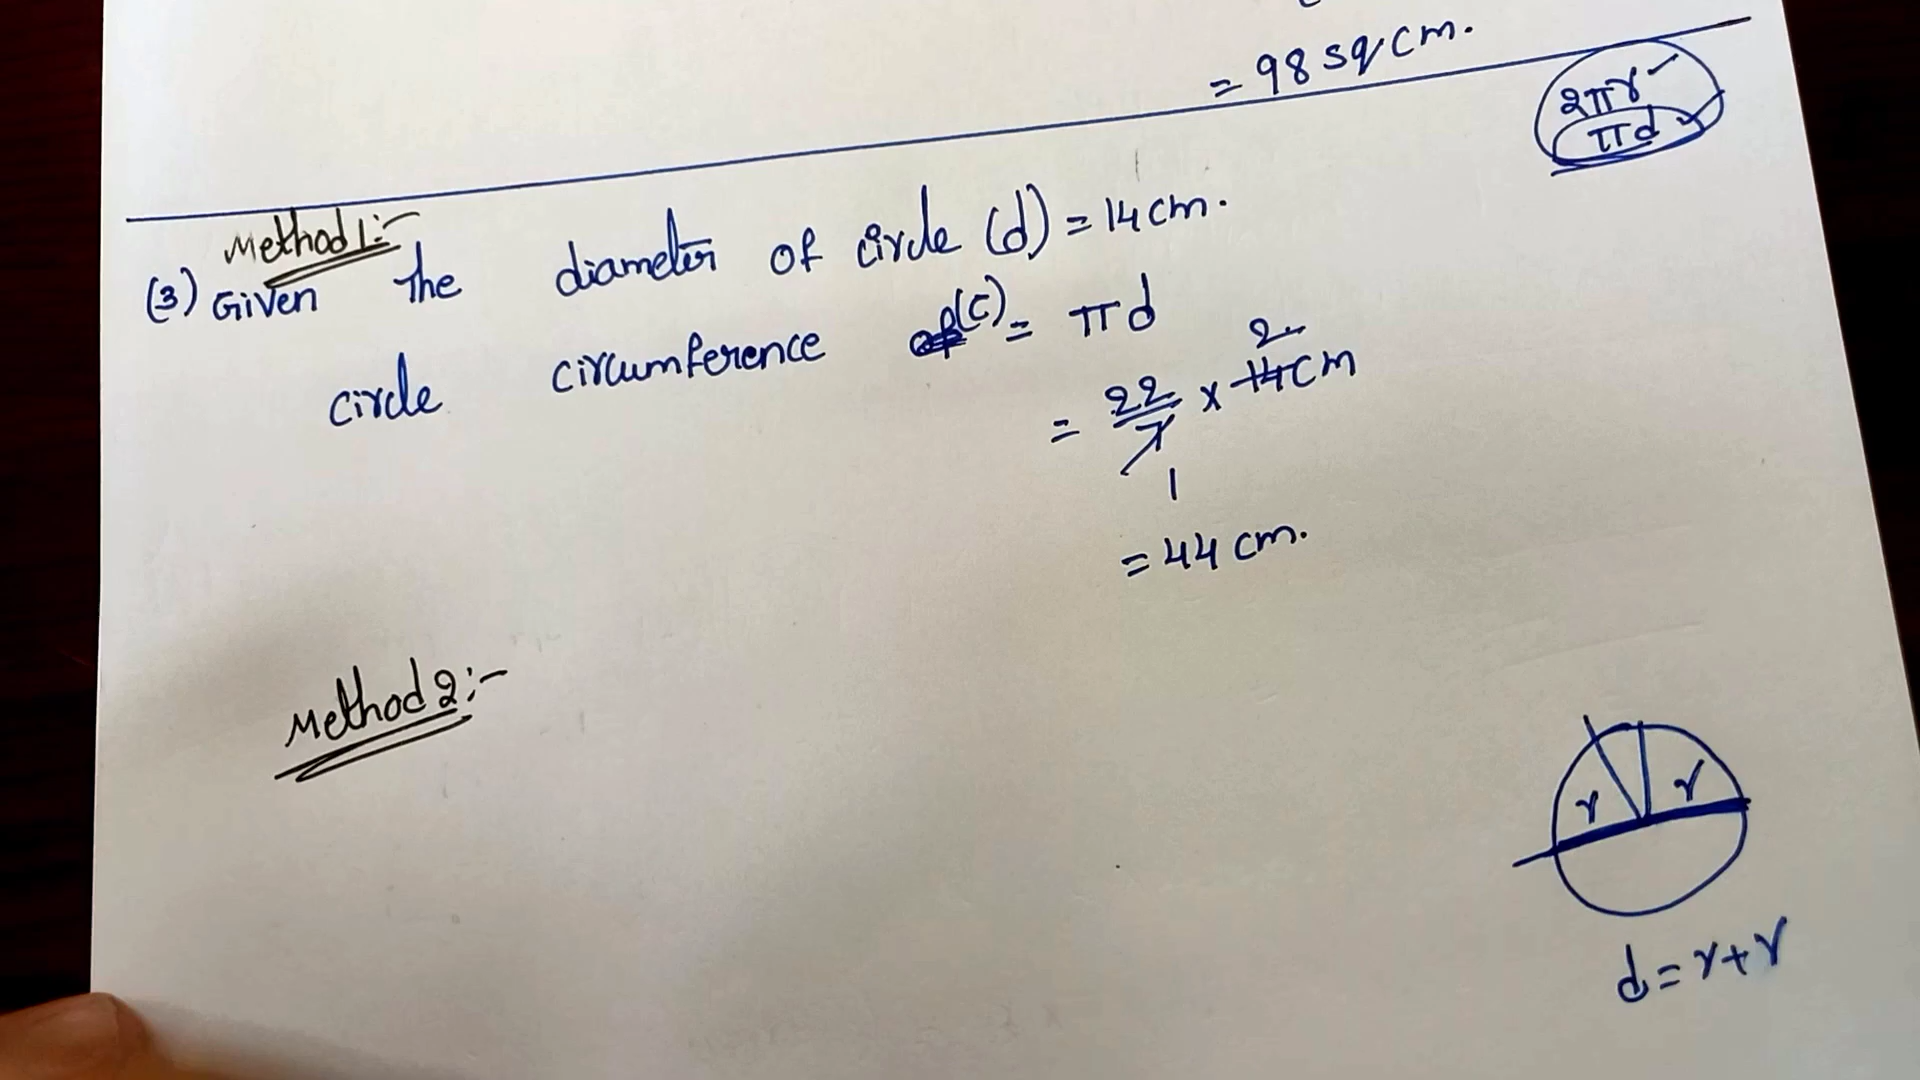 = 98 sq cm.
2πr
πd
Method 1:-
(3) Given the diameter of circle (d) = 14 cm.
circle circumference (C) = πd
= 22/7 x 14 cm
2
1
= 44 cm.
Method 2:-
r r
d = r + r